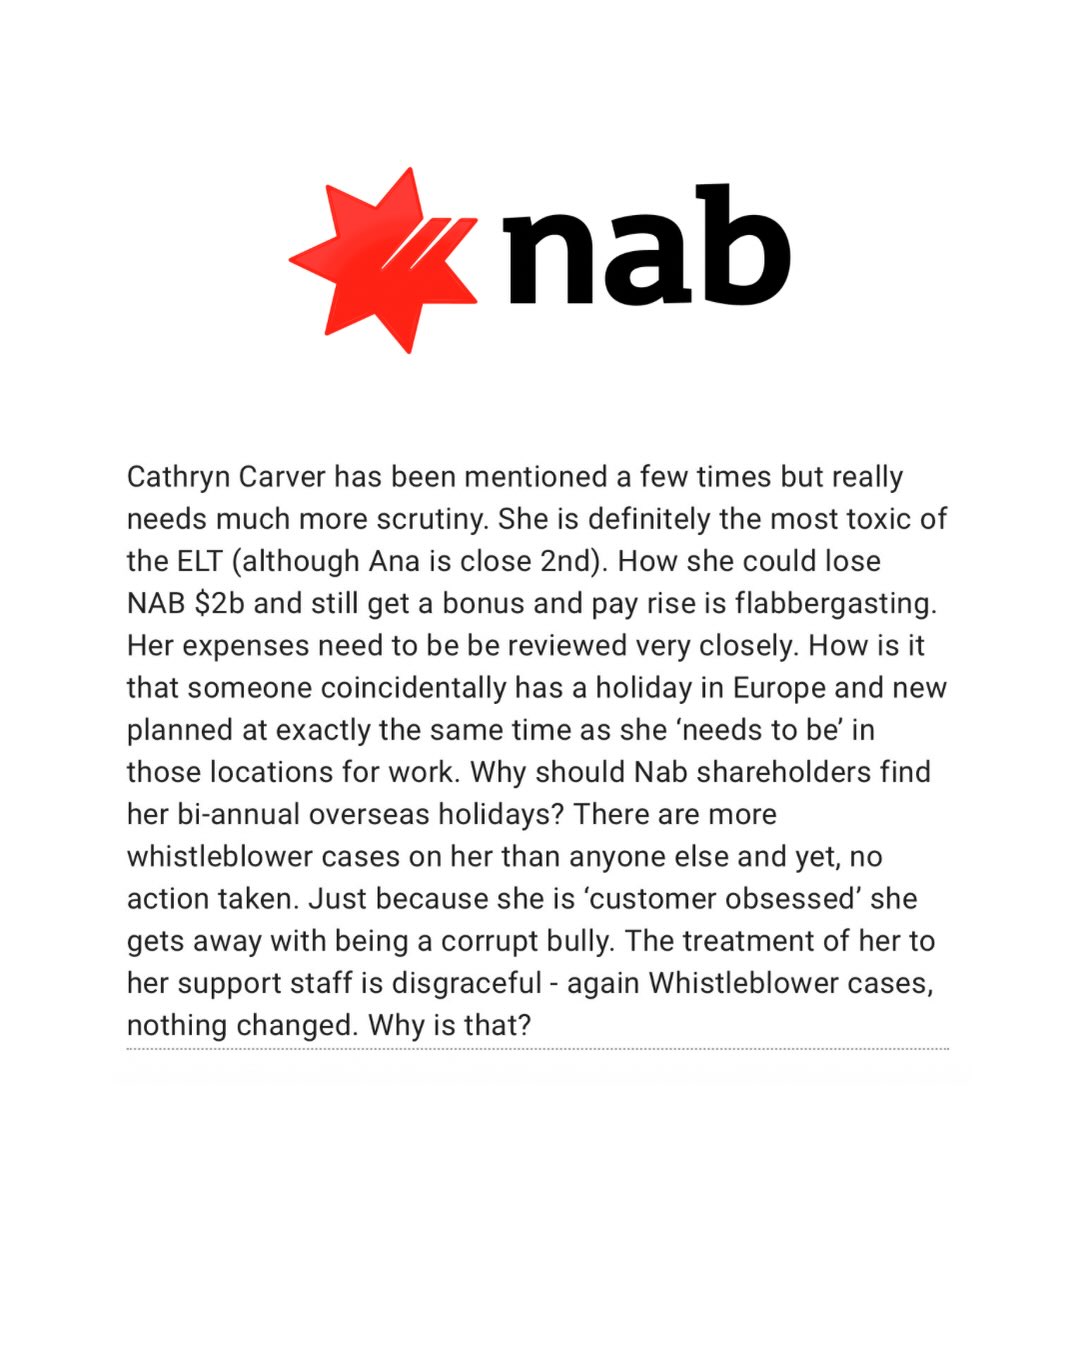 nab
Cathryn Carver has been mentioned a few times but really
needs much more scrutiny. She is definitely the most toxic of
the ELT (although Ana is close 2nd). How she could lose
NAB $2b and still get a bonus and pay rise is flabbergasting.
Her expenses need to be be reviewed very closely. How is it
that someone coincidentally has a holiday in Europe and new
planned at exactly the same time as she ‘needs to be’ in
those locations for work. Why should Nab shareholders find
her bi-annual overseas holidays? There are more
whistleblower cases on her than anyone else and yet, no
action taken. Just because she is ‘customer obsessed’ she
gets away with being a corrupt bully. The treatment of her to
her support staff is disgraceful - again Whistleblower cases,
nothing changed. Why is that?